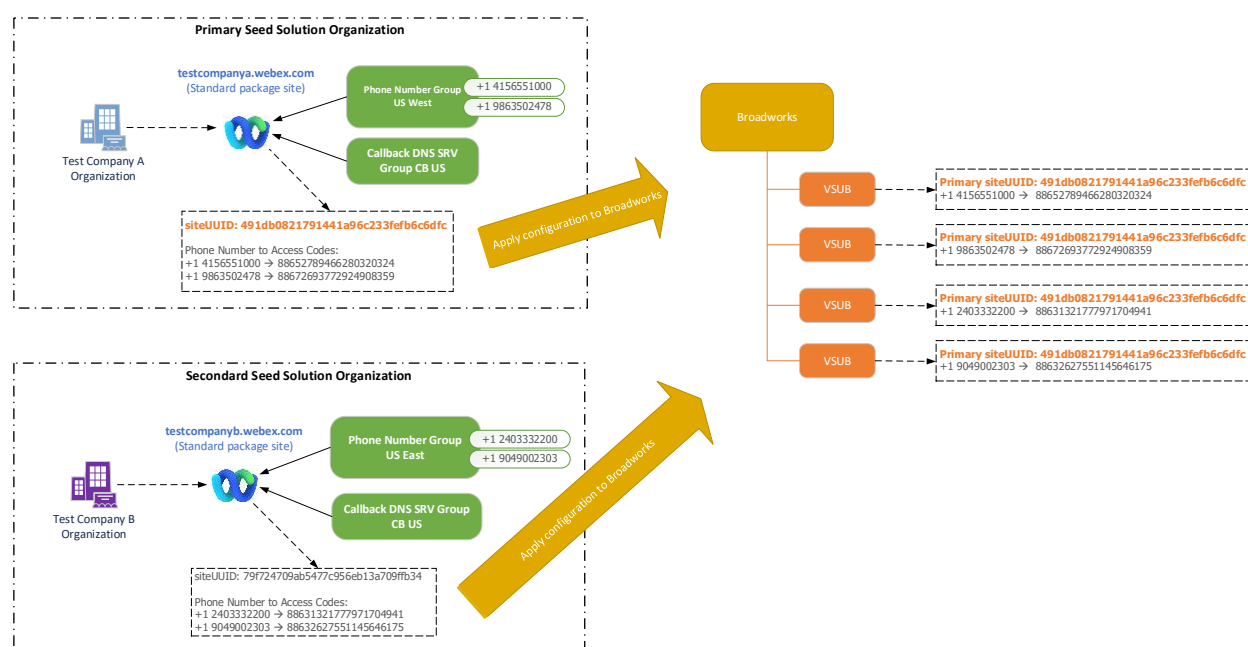 Primary Seed Solution Organization
testcompanya.webex.com
(Standard package site)
Phone Number Group
US West
+1 4156551000
+1 9863502478
Callback DNS SRV
Group CB US
Test Company A
Organization
siteUUID: 491db0821791441a96c233fefb6c6dfc
Phone Number to Access Codes:
+1 4156551000 → 88652789466280320324
+1 9863502478 → 88672693772924908359
Apply configuration to Broadworks
Secondard Seed Solution Organization
testcompanyb.webex.com
(Standard package site)
Phone Number Group
US East
+1 2403332200
+1 9049002303
Callback DNS SRV Group
CB US
Test Company B
Organization
siteUUID: 79f724709ab5477c956eb13a709ffb34
Phone Number to Access Codes:
+1 2403332200 → 88631321777971704941
+1 9049002303 → 88632627551145646175
Apply configuration to Broadworks
Broadworks
VSUB
Primary siteUUID: 491db0821791441a96c233fefb6c6dfc
+1 4156551000 → 88652789466280320324
VSUB
Primary siteUUID: 491db0821791441a96c233fefb6c6dfc
+1 9863502478 → 88672693772924908359
VSUB
Primary siteUUID: 491db0821791441a96c233fefb6c6dfc
+1 2403332200 → 88631321777971704941
VSUB
Primary siteUUID: 491db0821791441a96c233fefb6c6dfc
+1 9049002303 → 88632627551145646175